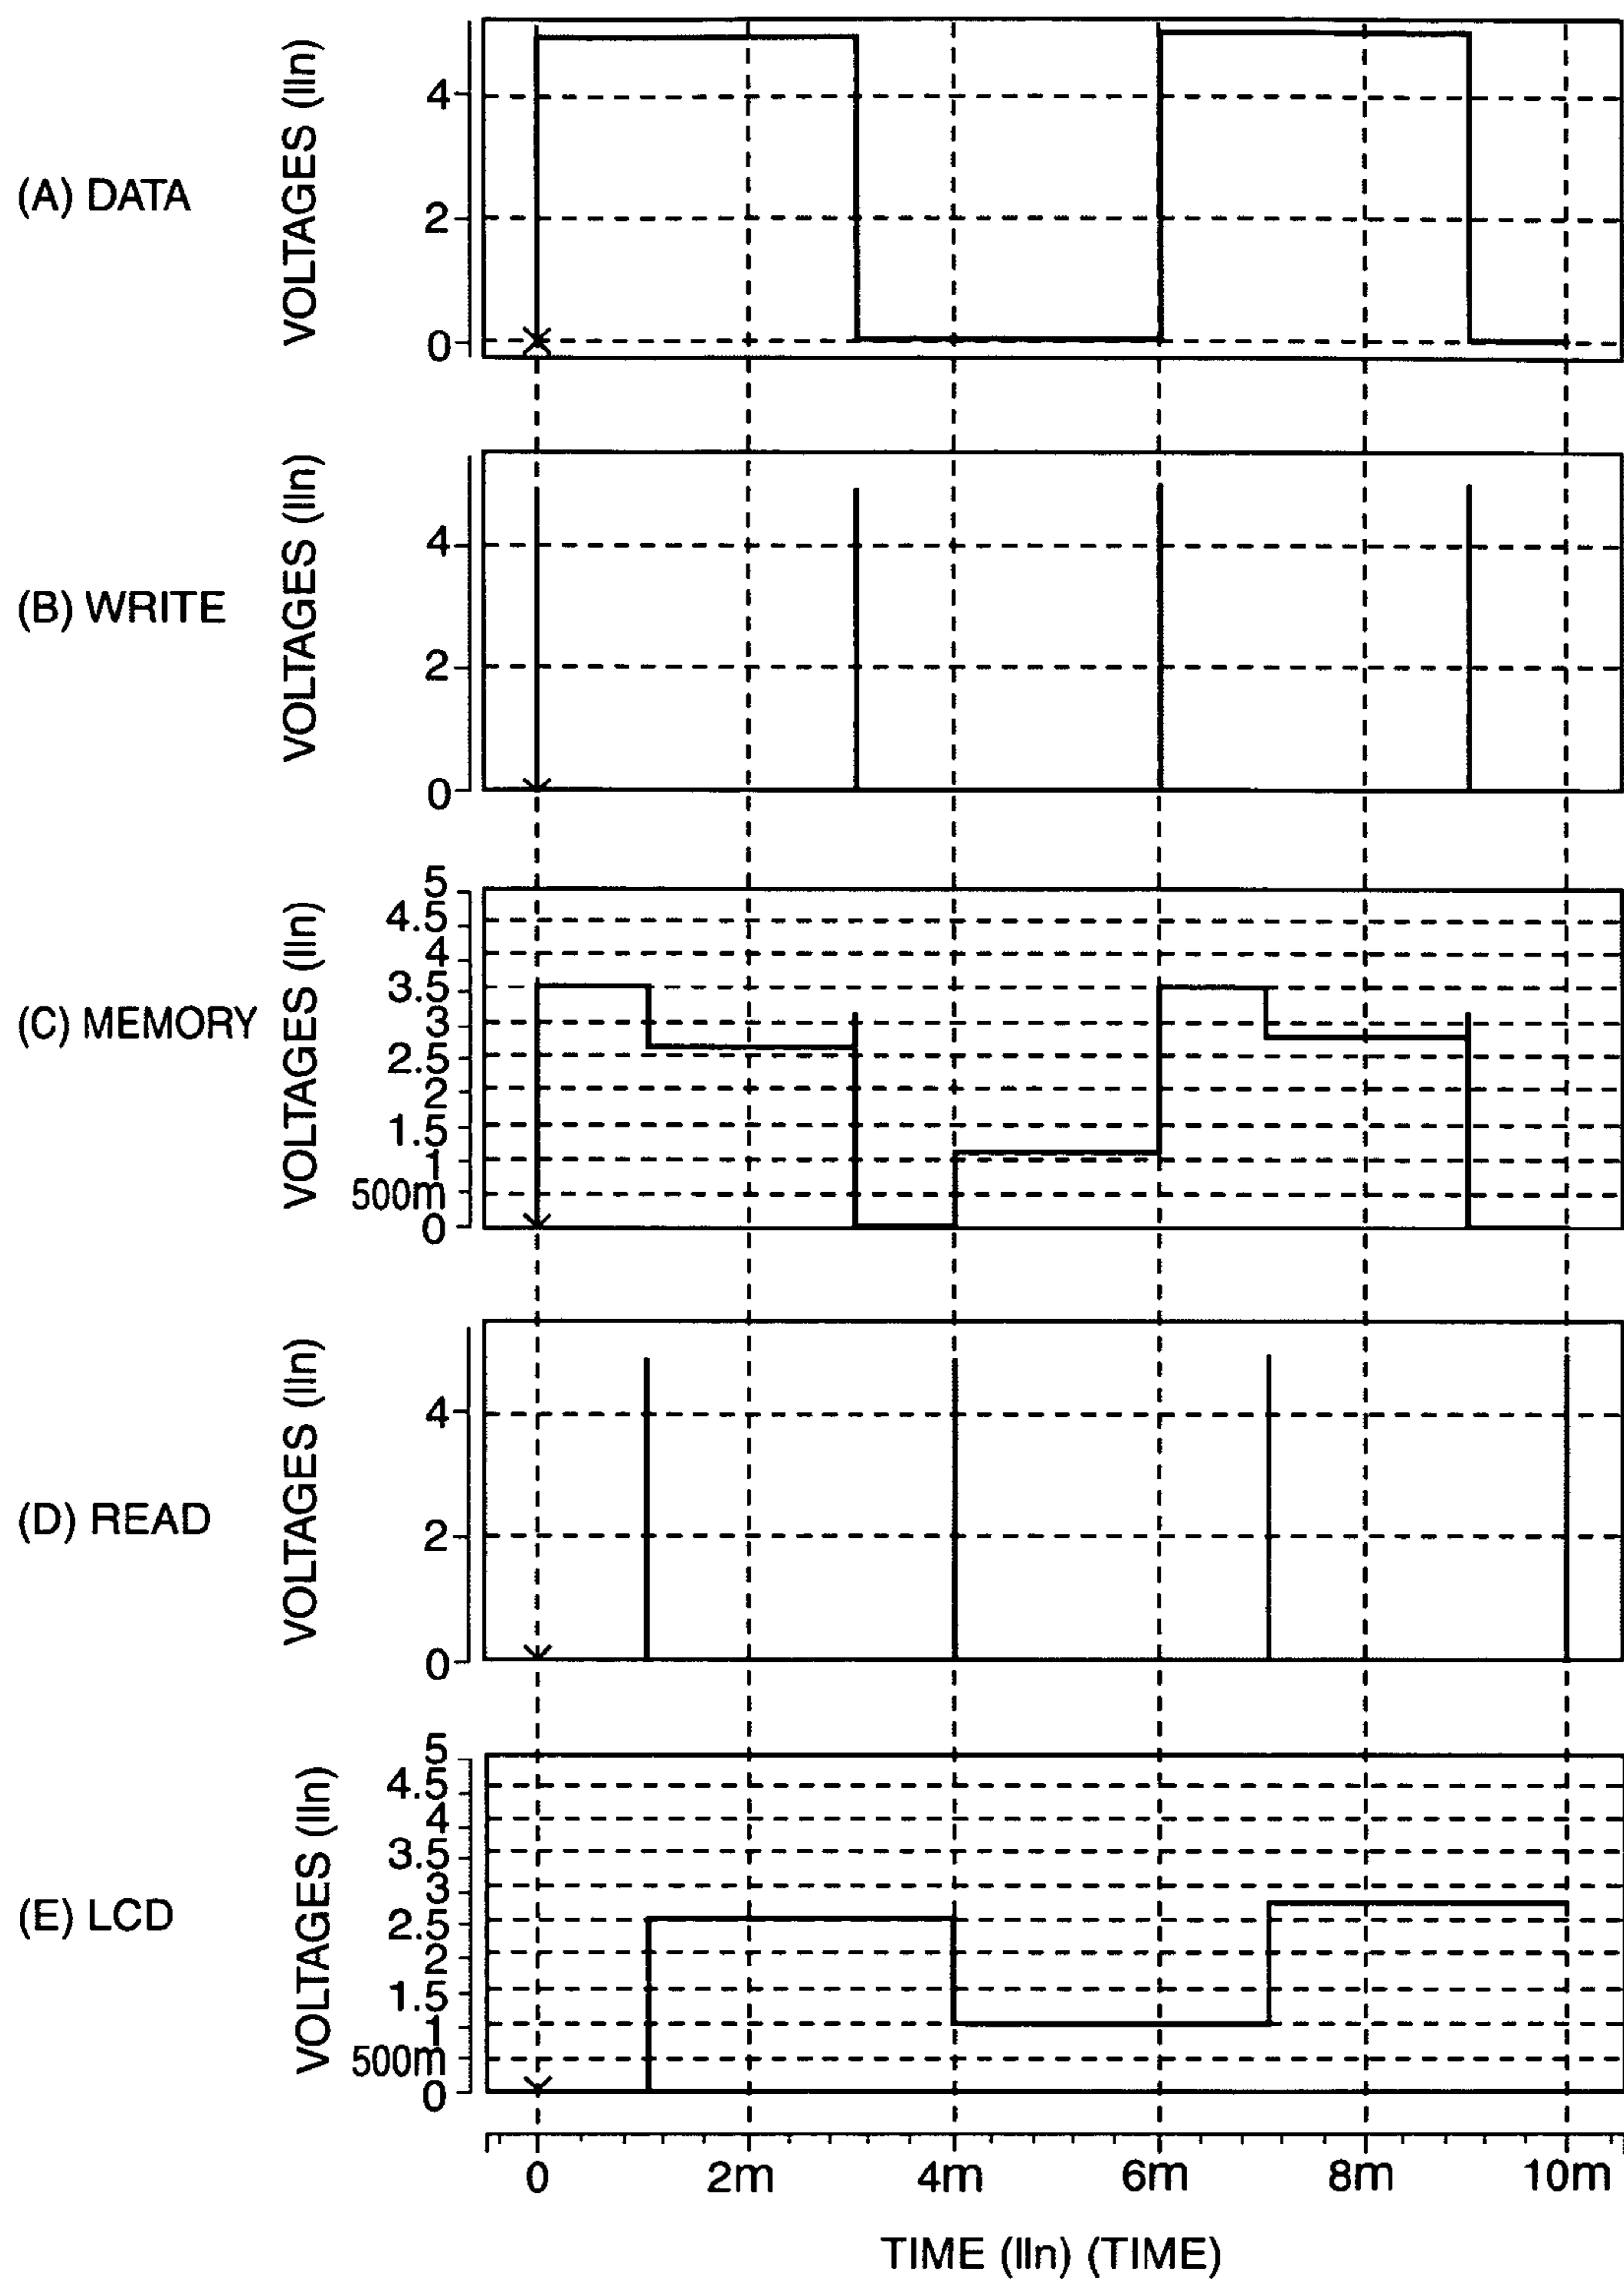 (A) DATA
VOLTAGES (lIn)
4
2
0
(B) WRITE
VOLTAGES (lIn)
4
2
0
(C) MEMORY
VOLTAGES (lIn)
5
4.5
4
3.5
3
2.5
2
1.5
1
500m
0
(D) READ
VOLTAGES (lIn)
4
2
0
(E) LCD
VOLTAGES (lIn)
5
4.5
4
3.5
3
2.5
2
1.5
1
500m
0
0 2m 4m 6m 8m 10m
TIME (lIn) (TIME)